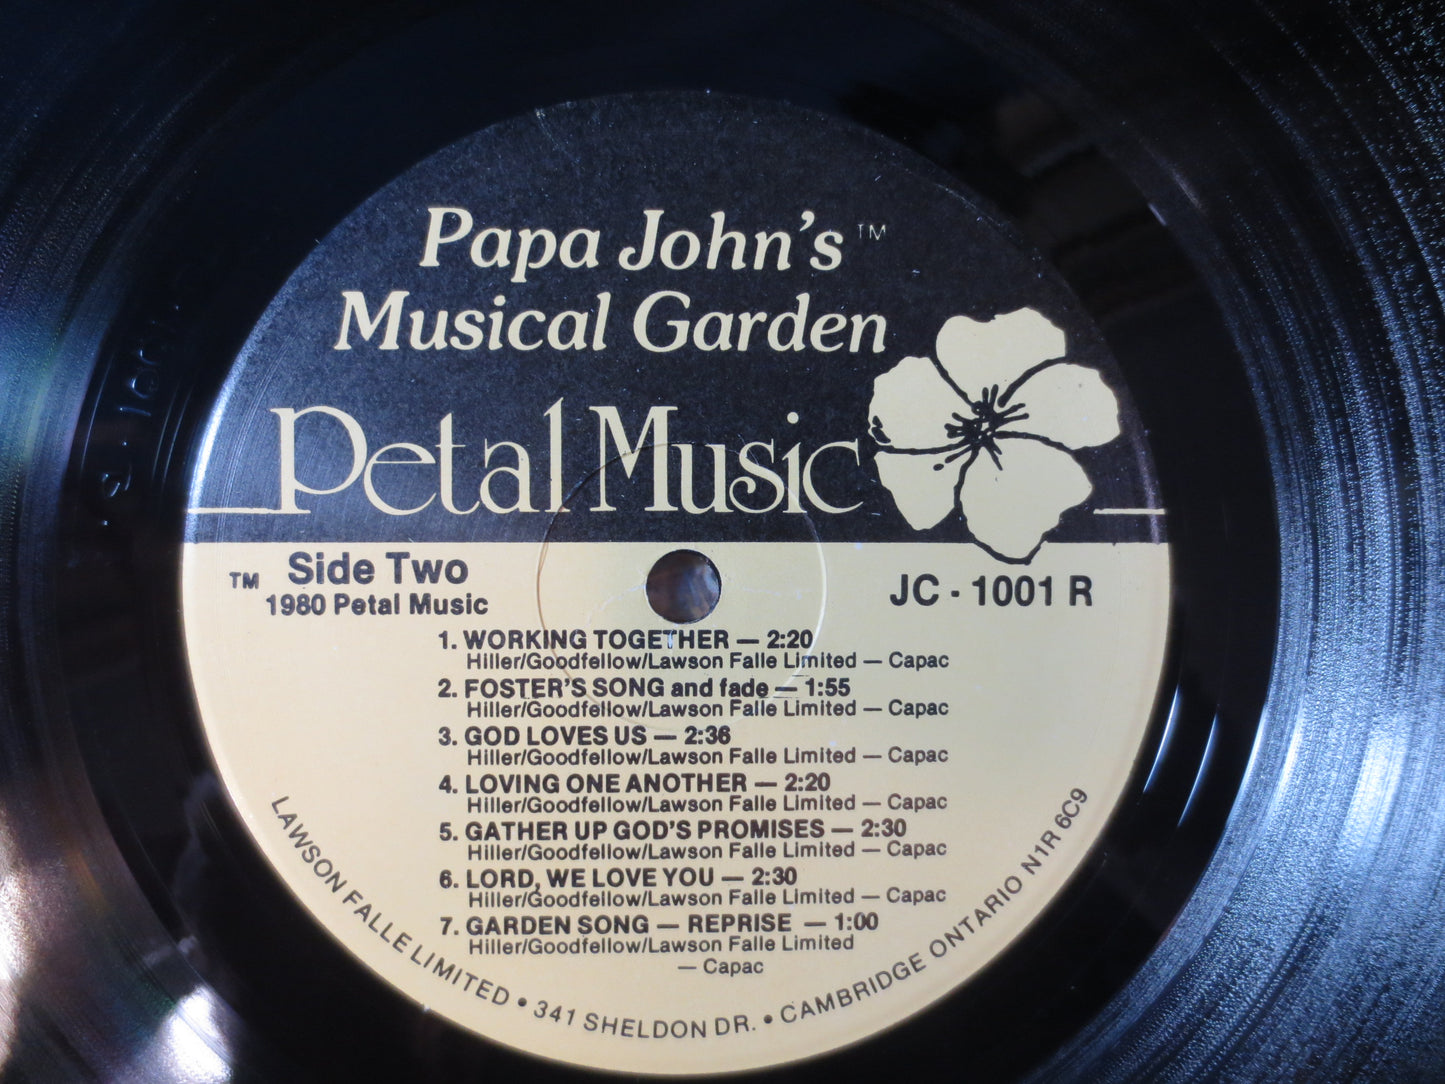 Papa John's™
Musical Garden
Petal Music
™ Side Two
1980 Petal Music
JC - 1001 R
1. WORKING TOGETHER — 2:20
Hiller/Goodfellow/Lawson Falle Limited — Capac
2. FOSTER'S SONG and fade — 1:55
Hiller/Goodfellow/Lawson Falle Limited — Capac
3. GOD LOVES US — 2:36
Hiller/Goodfellow/Lawson Falle Limited — Capac
4. LOVING ONE ANOTHER — 2:20
Hiller/Goodfellow/Lawson Falle Limited — Capac
5. GATHER UP GOD'S PROMISES — 2:30
Hiller/Goodfellow/Lawson Falle Limited — Capac
6. LORD, WE LOVE YOU — 2:30
Hiller/Goodfellow/Lawson Falle Limited — Capac
7. GARDEN SONG — REPRISE — 1:00
Hiller/Goodfellow/Lawson Falle Limited
— Capac
LAWSON FALLE LIMITED • 341 SHELDON DR. • CAMBRIDGE ONTARIO N1R 6C9